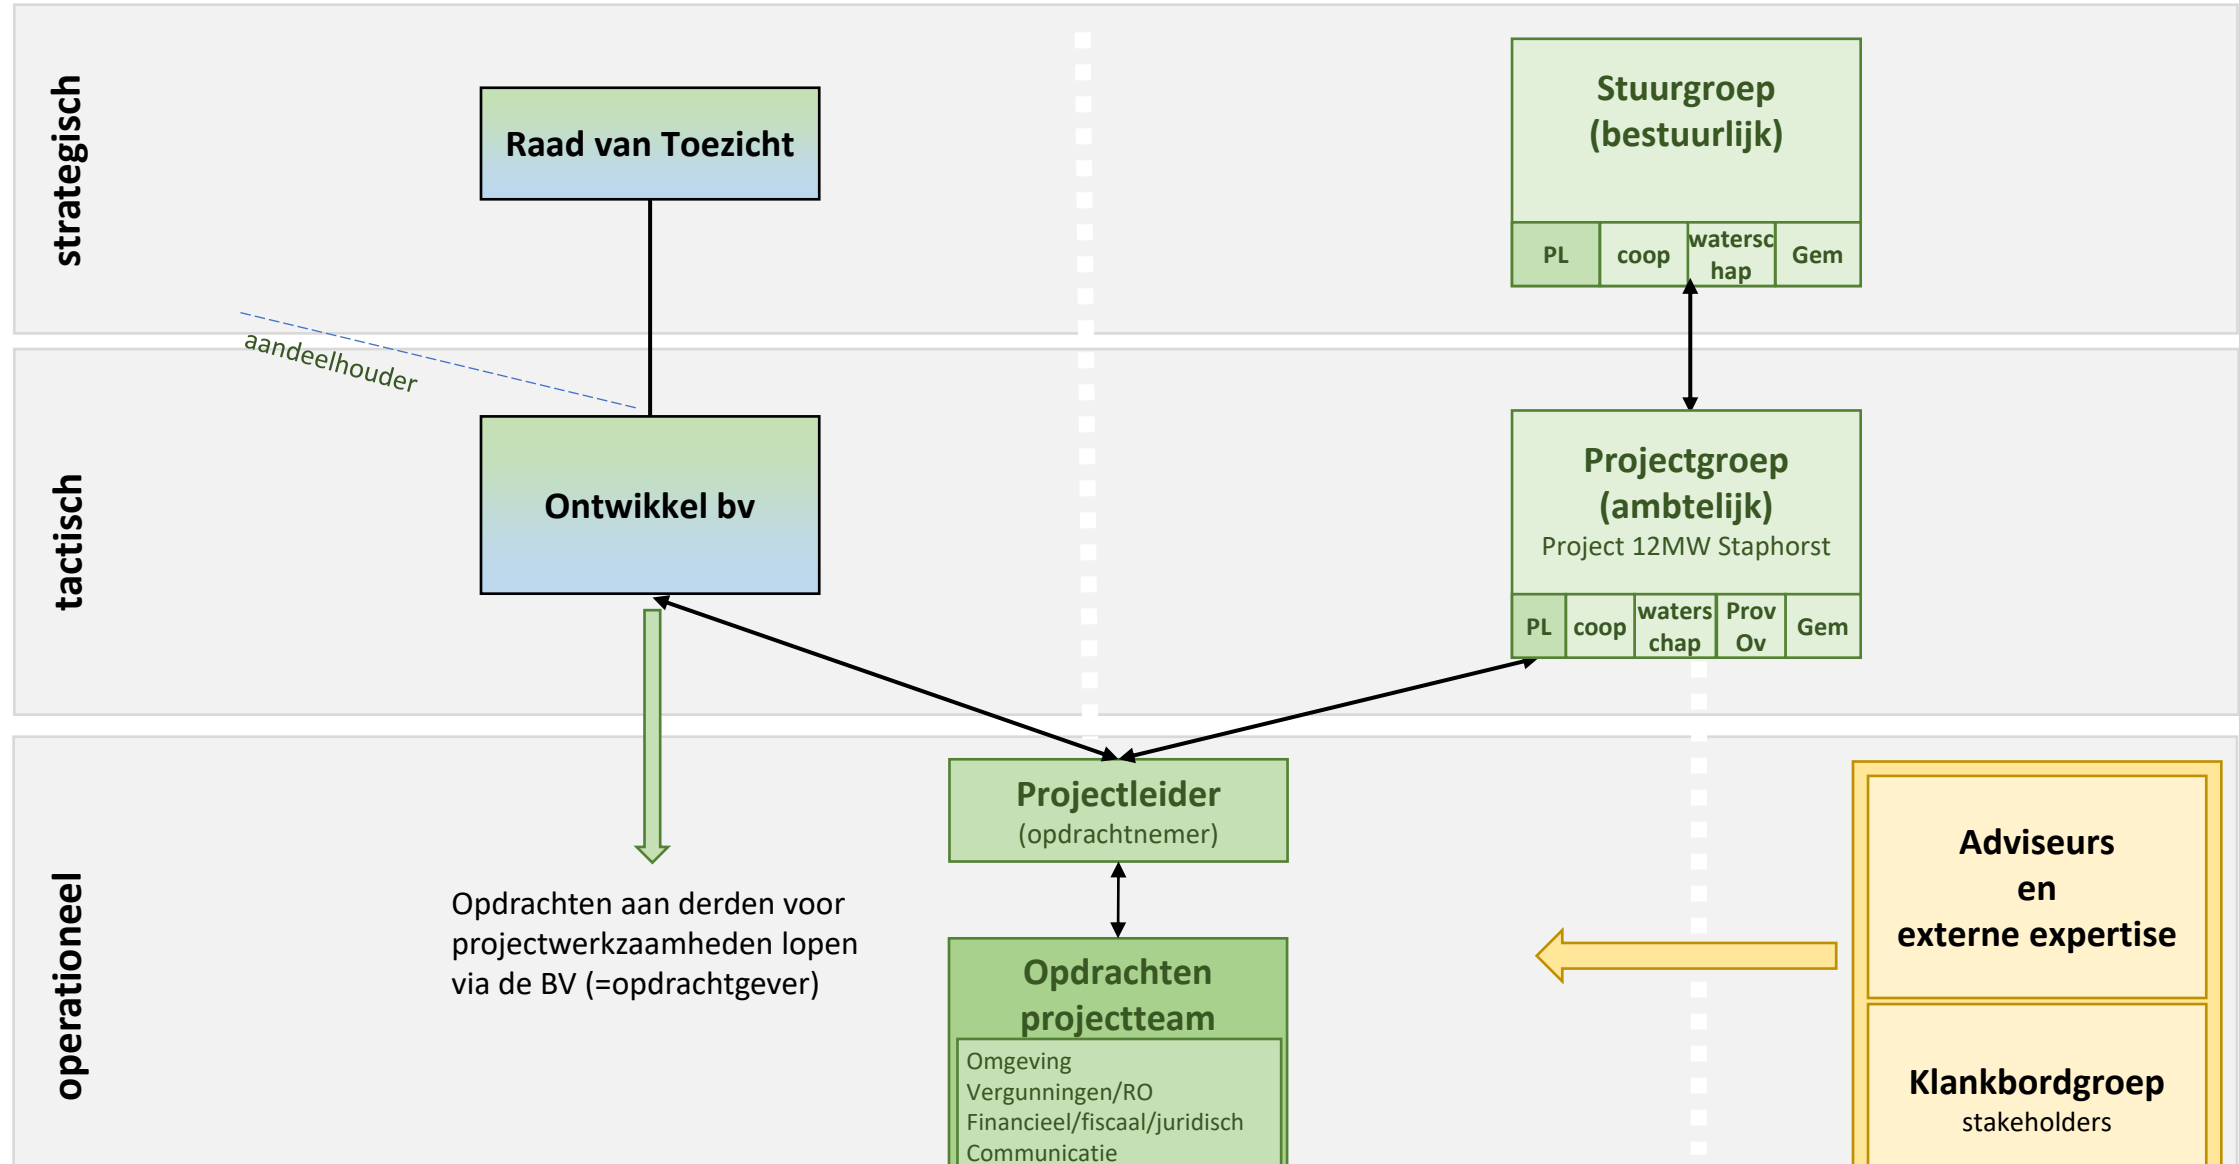 strategisch
Raad van Toezicht
Stuurgroep
(bestuurlijk)
PL
coop
watersc
hap
Gem
aandeelhouder
tactisch
Ontwikkel bv
Projectgroep
(ambtelijk)
Project 12MW Staphorst
PL
coop
waters
chap
Prov
Ov
Gem
operationeel
Projectleider
(opdrachtnemer)
Opdrachten aan derden voor
projectwerkzaamheden lopen
via de BV (=opdrachtgever)
Opdrachten
projectteam
Omgeving
Vergunningen/RO
Financieel/fiscaal/juridisch
Communicatie
Adviseurs
en
externe expertise
Klankbordgroep
stakeholders